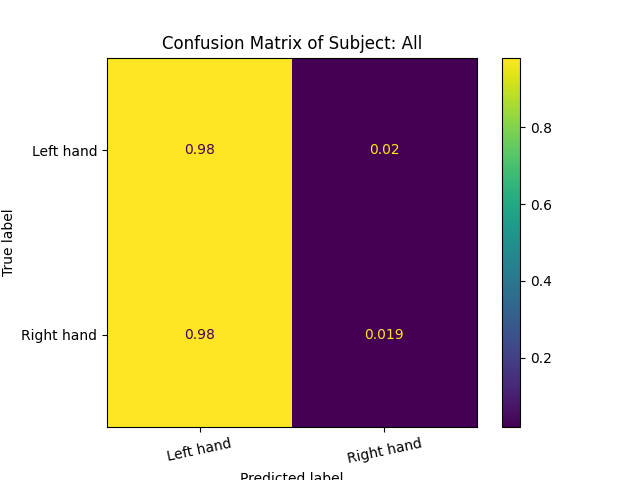 Confusion Matrix of Subject: All
True label
Left hand
0.98
0.02
Right hand
0.98
0.019
Left hand
Right hand
Predicted label
0.8
0.6
0.4
0.2